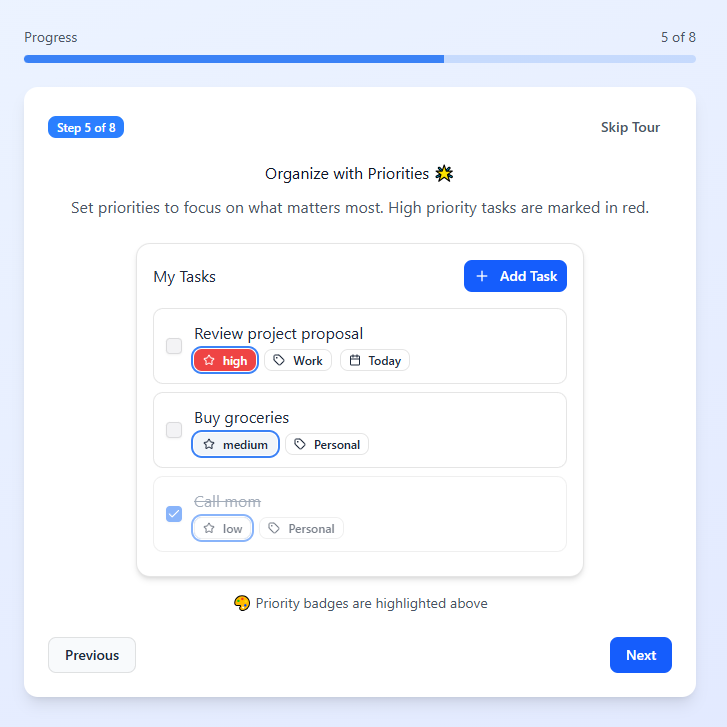 Progress 5 of 8
Step 5 of 8 Skip Tour
Organize with Priorities 🌟
Set priorities to focus on what matters most. High priority tasks are marked in red.
My Tasks + Add Task
Review project proposal
high Work Today
Buy groceries
medium Personal
Call mom
low Personal
🎨 Priority badges are highlighted above
Previous Next